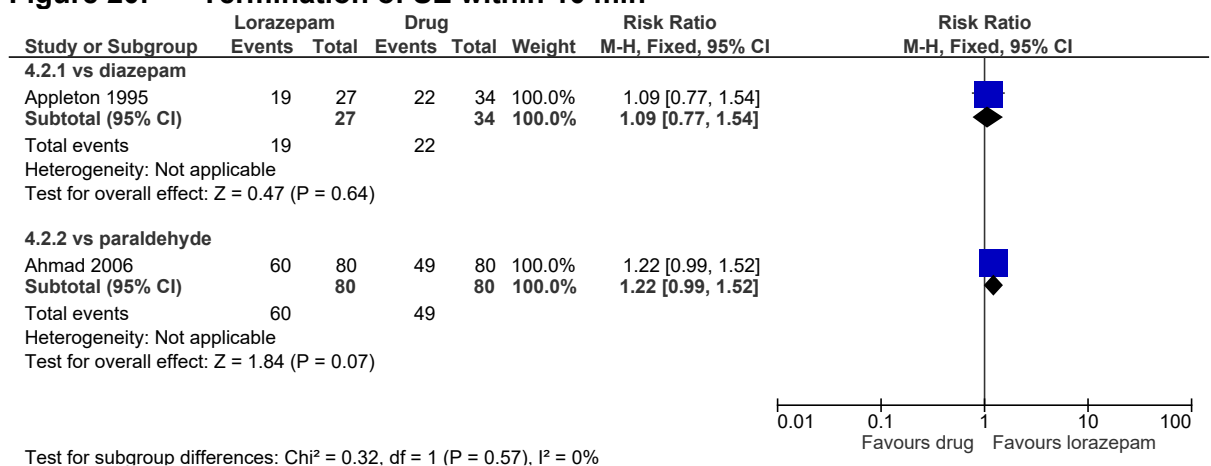 Lorazepam Drug Risk Ratio Risk Ratio
Study or Subgroup Events Total Events Total Weight M-H, Fixed, 95% CI M-H, Fixed, 95% CI
4.2.1 vs diazepam
Appleton 1995 19 27 22 34 100.0% 1.09 [0.77, 1.54]
Subtotal (95% CI) 27 34 100.0% 1.09 [0.77, 1.54]
Total events 19 22
Heterogeneity: Not applicable
Test for overall effect: Z = 0.47 (P = 0.64)
4.2.2 vs paraldehyde
Ahmad 2006 60 80 49 80 100.0% 1.22 [0.99, 1.52]
Subtotal (95% CI) 80 80 100.0% 1.22 [0.99, 1.52]
Total events 60 49
Heterogeneity: Not applicable
Test for overall effect: Z = 1.84 (P = 0.07)
0.01 0.1 1 10 100
Favours drug Favours lorazepam
Test for subgroup differences: Chi² = 0.32, df = 1 (P = 0.57), I² = 0%